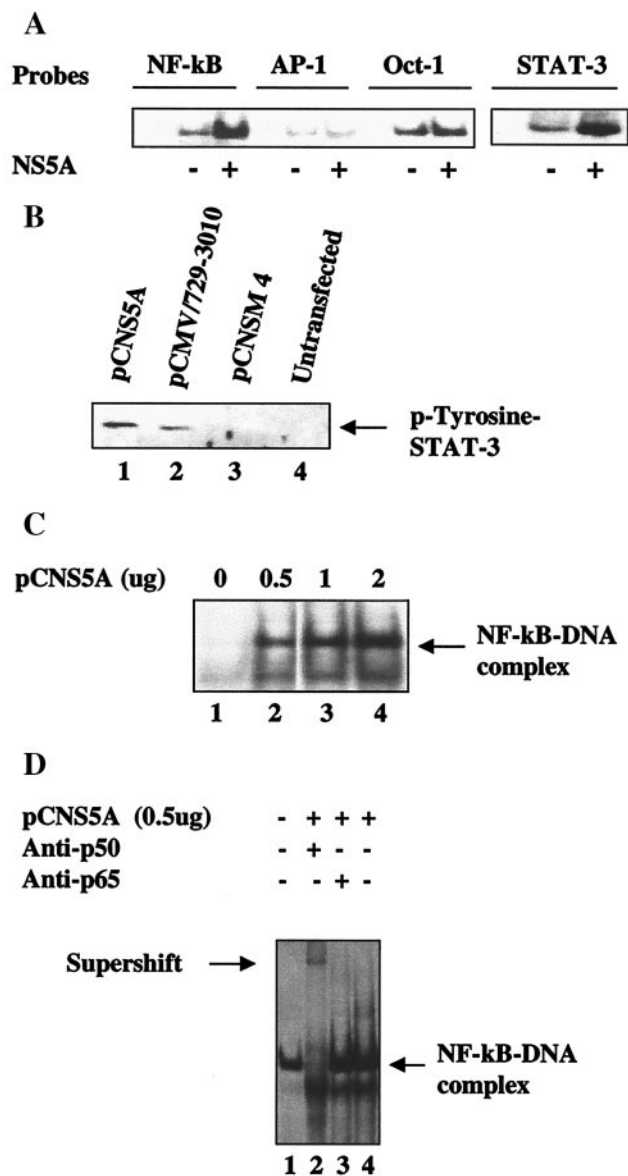 A
Probes NF-kB AP-1 Oct-1 STAT-3
NS5A - + - + - + - +
B
pCNS5A
pCMV/729-3010
pCNSM 4
Untransfected
p-Tyrosine-
STAT-3
1 2 3 4
C
pCNS5A (ug) 0 0.5 1 2
NF-kB-DNA
complex
1 2 3 4
D
pCNS5A (0.5ug) - + + +
Anti-p50 - + - -
Anti-p65 - - + -
Supershift
NF-kB-DNA
complex
1 2 3 4